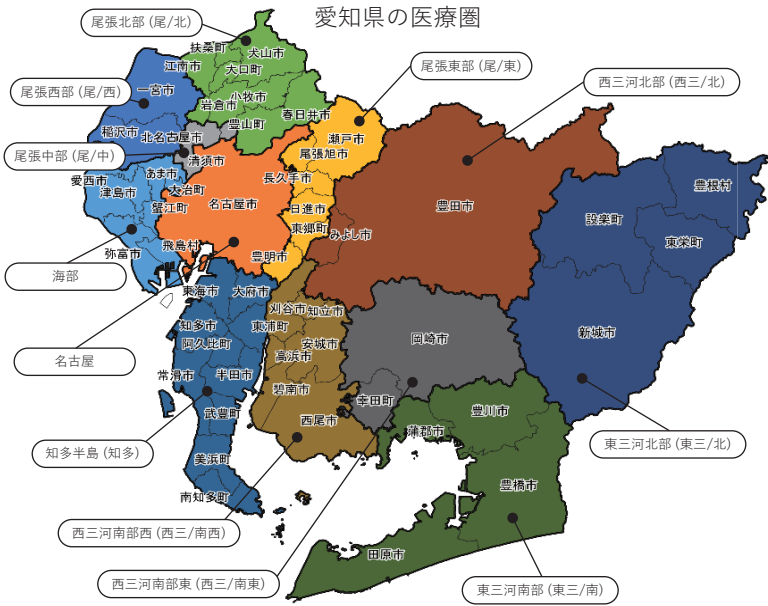 愛知県の医療圏
尾張北部 (尾/北)
扶桑町
犬山市
江南市
大口町
尾張東部 (尾/東)
西三河北部 (西三/北)
尾張西部 (尾/西)
一宮市
小牧市
岩倉市
春日井市
豊山町
稲沢市
北名古屋市
瀬戸市
尾張旭市
尾張中部 (尾/中)
清須市
あま市
愛西市
津島市
大治町
長久手市
蟹江町
名古屋市
日進市
豊田市
豊根村
設楽町
東郷町
みよし市
東栄町
飛島村
弥富市
豊明市
海部
東海市
大府市
刈谷市
知立市
知多市
東浦町
新城市
岡崎市
阿久比町
安城市
高浜市
名古屋
常滑市
半田市
碧南市
幸田町
武豊町
西尾市
豊川市
蒲郡市
東三河北部 (東三/北)
知多半島 (知多)
美浜町
豊橋市
南知多町
西三河南部西 (西三/南西)
田原市
西三河南部東 (西三/南東)
東三河南部 (東三/南)